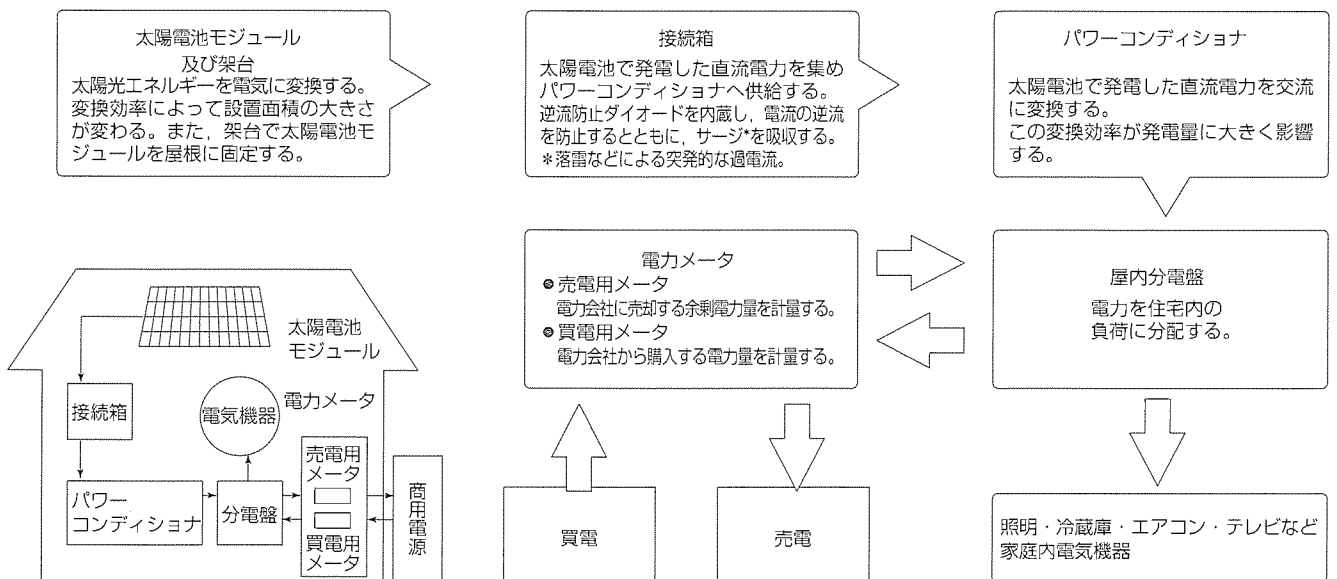 太陽電池モジュール
及び架台
太陽光エネルギーを電気に変換する。
変換効率によって設置面積の大きさ
が変わる。また，架台で太陽電池モ
ジュールを屋根に固定する。
接続箱
太陽電池で発電した直流電力を集め
パワーコンディショナへ供給する。
逆流防止ダイオードを内蔵し，電流の逆流
を防止するとともに，サージ*を吸収する。
*落雷などによる突発的な過電流。
パワーコンディショナ
太陽電池で発電した直流電力を交流
に変換する。
この変換効率が発電量に大きく影響
する。
太陽電池
モジュール
接続箱
電気機器
電力メータ
パワー
コンディショナ
分電盤
売電用
メータ
買電用
メータ
商用電源
電力メータ
●売電用メータ
電力会社に売却する余剰電力量を計量する。
●買電用メータ
電力会社から購入する電力量を計量する。
屋内分電盤
電力を住宅内の
負荷に分配する。
買電
売電
照明・冷蔵庫・エアコン・テレビなど
家庭内電気機器